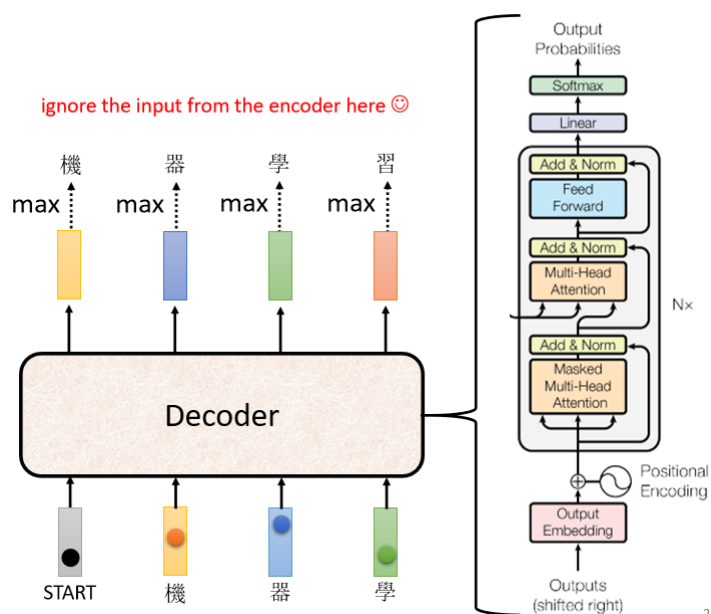 ignore the input from the encoder here ☺
機 器 學 習
max max max max
Decoder
START 機 器 學
Output
Probabilities
Softmax
Linear
Add & Norm
Feed
Forward
Add & Norm
Multi-Head
Attention
N×
Add & Norm
Masked
Multi-Head
Attention
Positional
Encoding
Output
Embedding
Outputs
(shifted right)